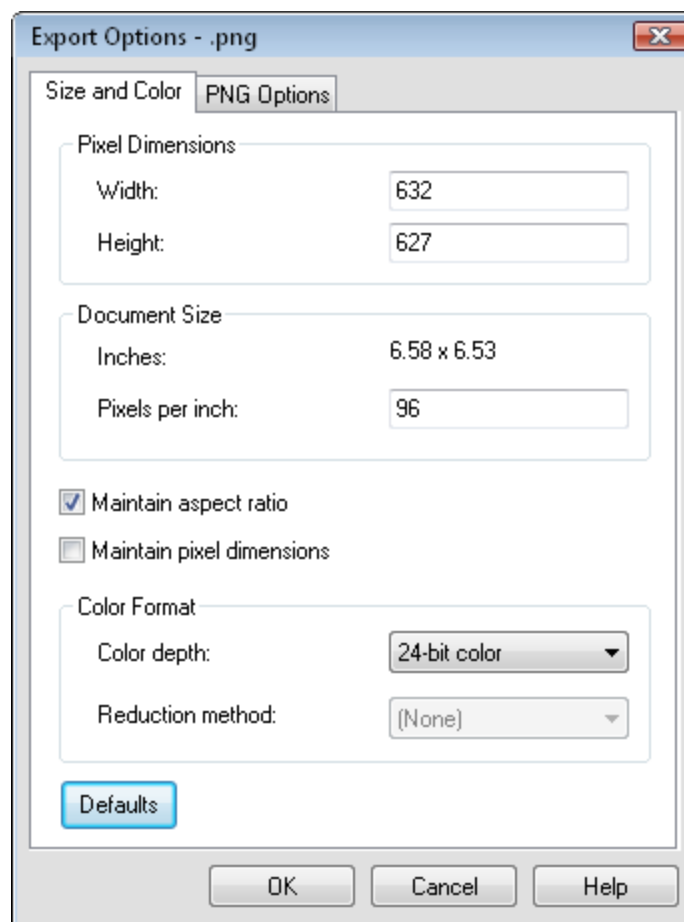 Export Options - .png
Size and Color PNG Options
Pixel Dimensions
Width: 632
Height: 627
Document Size
Inches: 6.58 x 6.53
Pixels per inch: 96
Maintain aspect ratio
Maintain pixel dimensions
Color Format
Color depth: 24-bit color
Reduction method: (None)
Defaults
OK Cancel Help